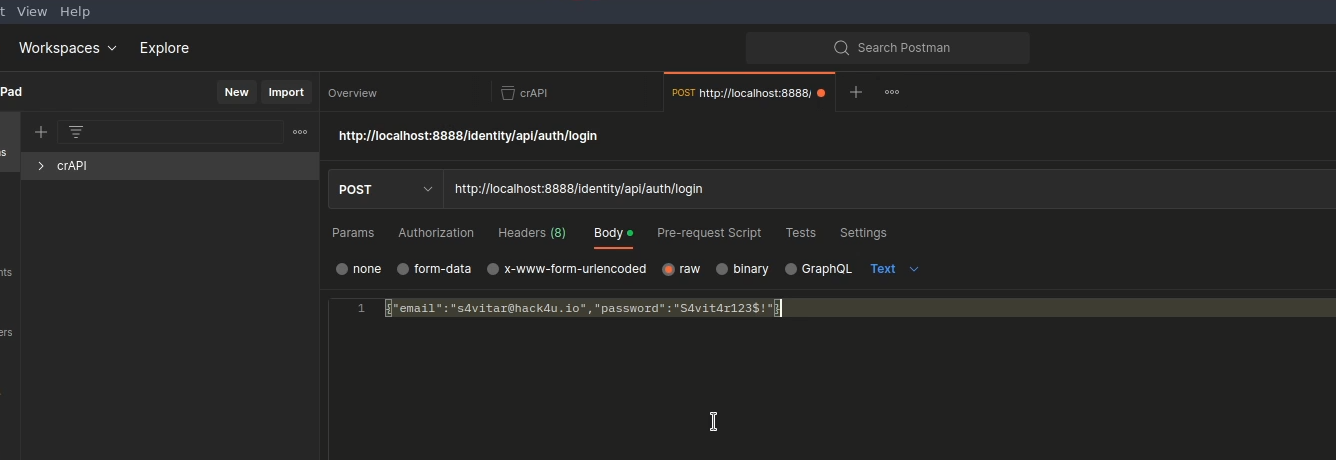 t View Help
Workspaces Explore Search Postman
Pad New Import Overview crAPI POST http://localhost:8888/
http://localhost:8888/identity/api/auth/login
s
crAPI
POST http://localhost:8888/identity/api/auth/login
Params Authorization Headers (8) Body Pre-request Script Tests Settings
nts none form-data x-www-form-urlencoded raw binary GraphQL Text
1 {"email":"s4vitar@hack4u.io","password":"S4vit4r123$!"}
ers